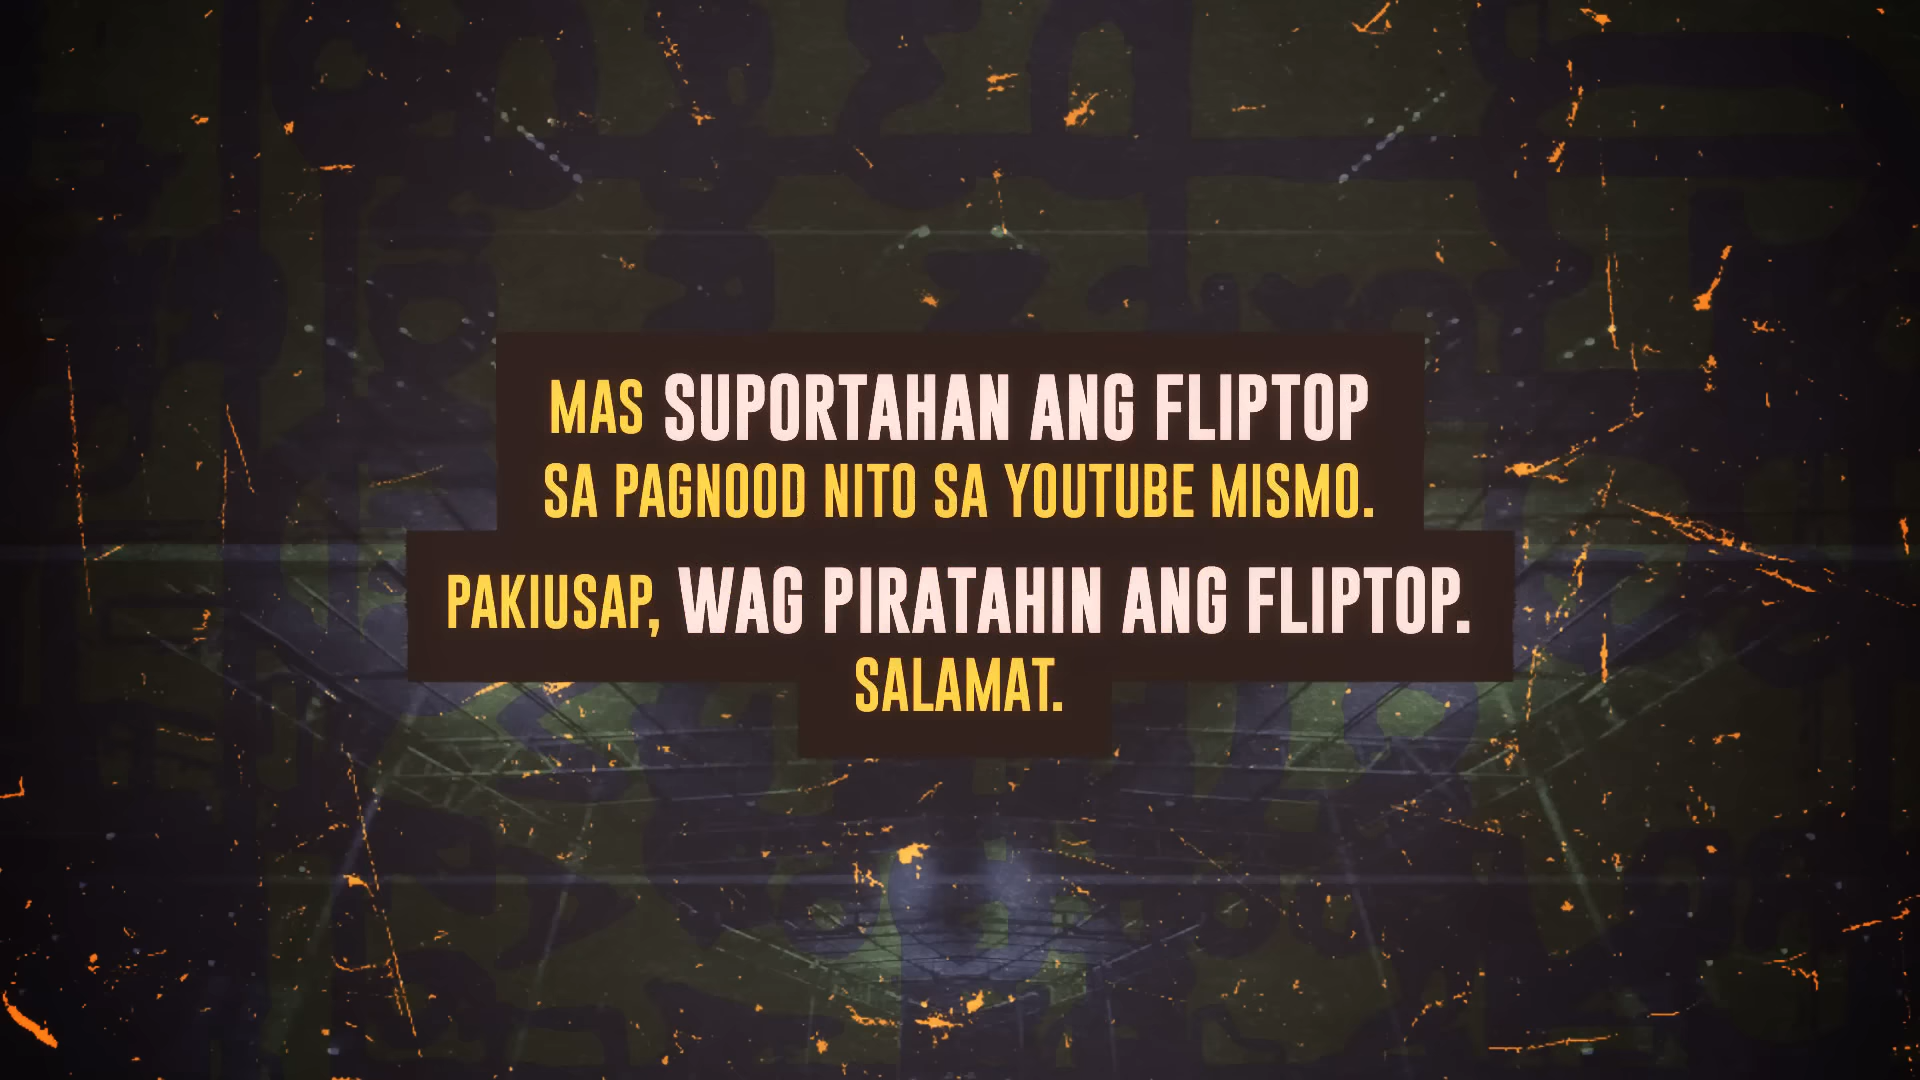 MAS SUPORTAHAN ANG FLIPTOP
SA PAGNOOD NITO SA YOUTUBE MISMO.
PAKIUSAP, WAG PIRATAHIN ANG FLIPTOP.
SALAMAT.